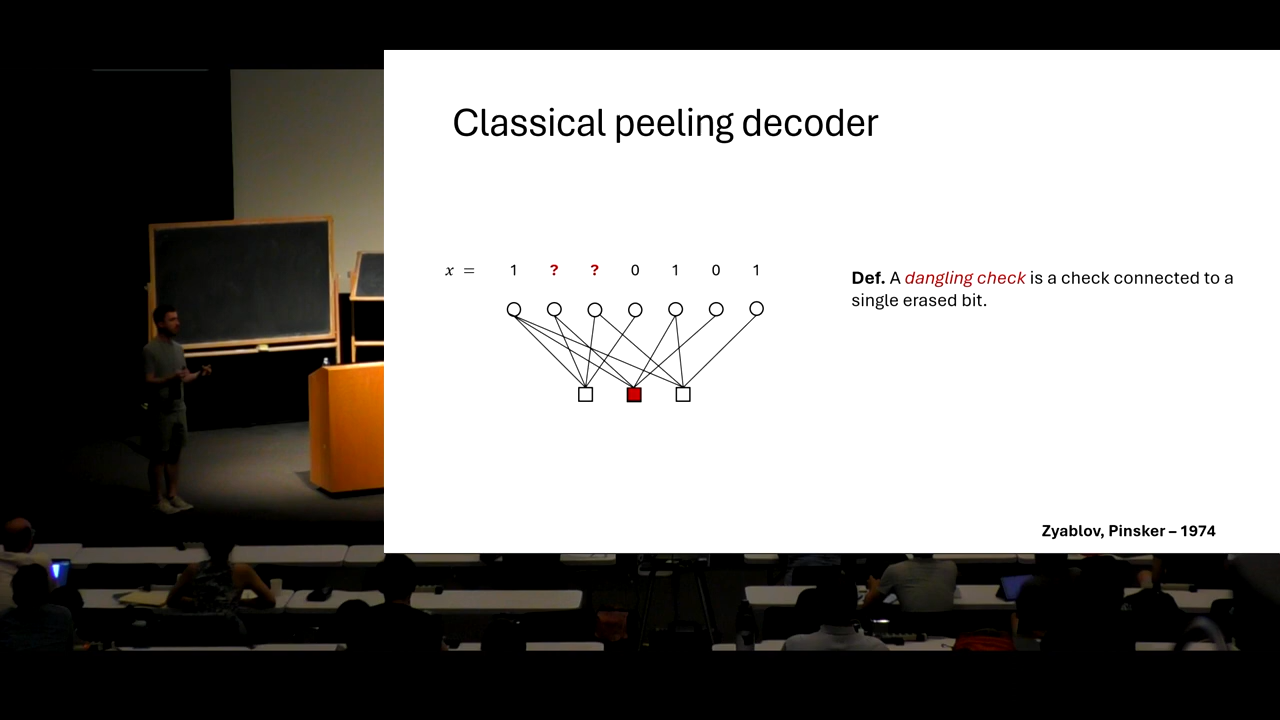 Classical peeling decoder
𝑥 = 1 ? ? 0 1 0 1
Def. A dangling check is a check connected to a
single erased bit.
Zyablov, Pinsker – 1974